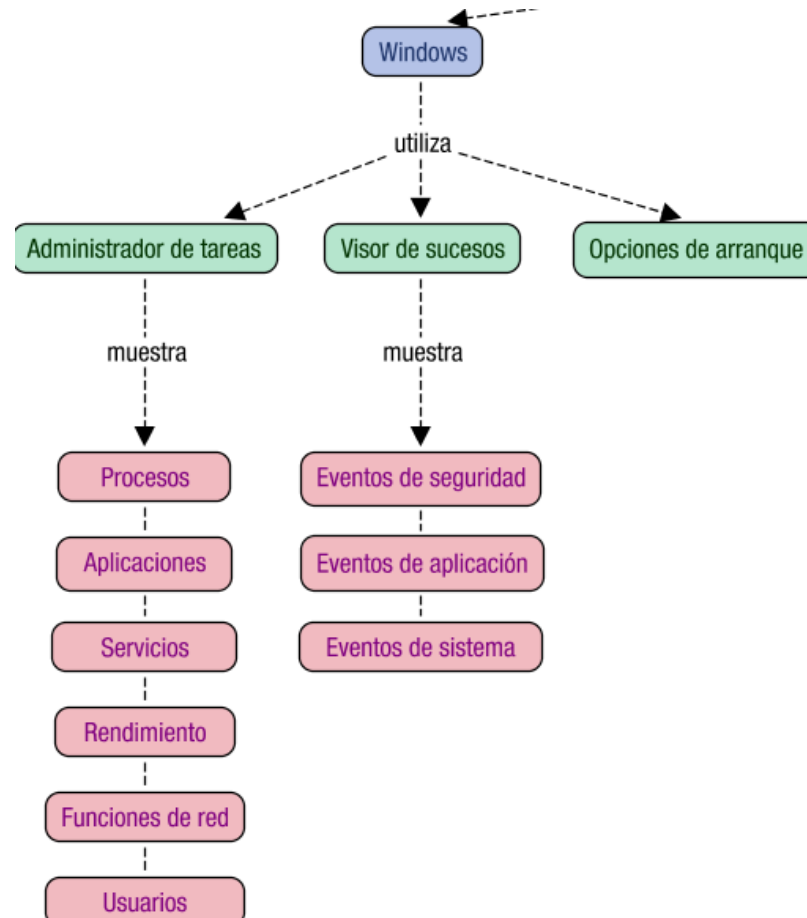 Windows
utiliza
Administrador de tareas
Visor de sucesos
Opciones de arranque
muestra
muestra
Procesos
Eventos de seguridad
Aplicaciones
Eventos de aplicación
Servicios
Eventos de sistema
Rendimiento
Funciones de red
Usuarios